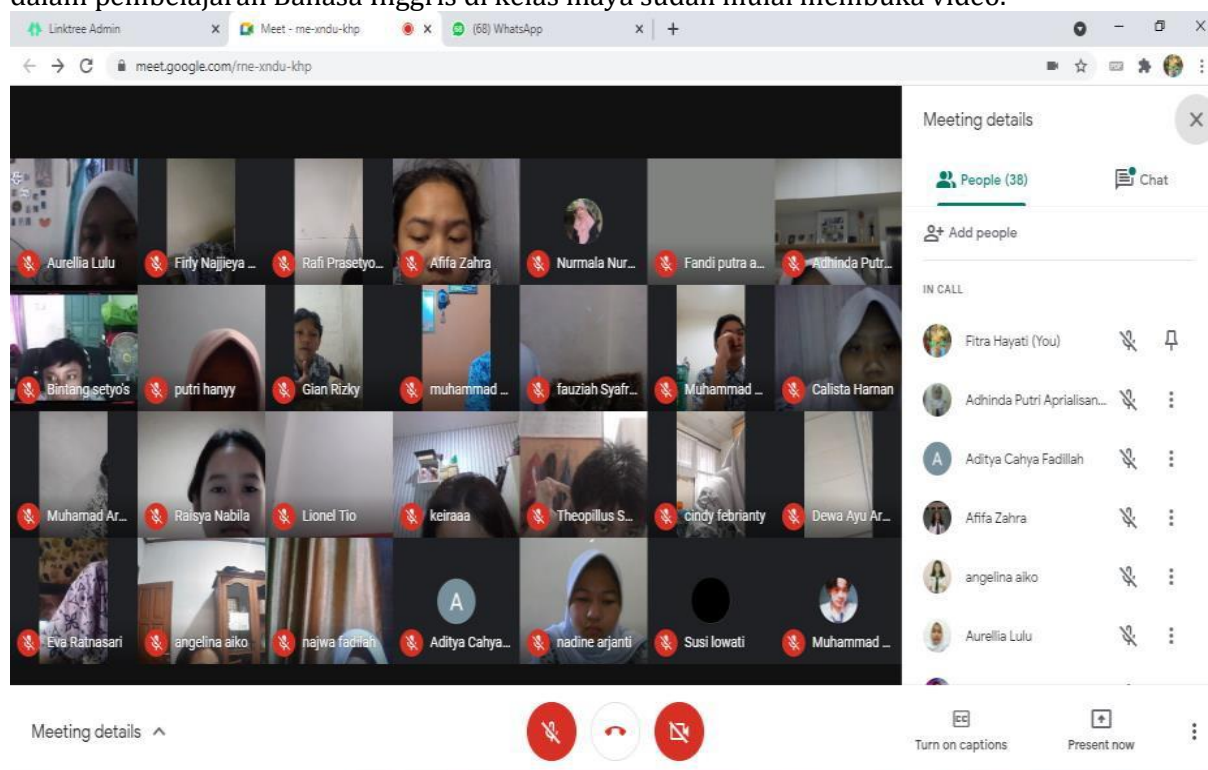 dalam pembelajaran Bahasa Inggris di kelas maya sudah mulai membuka video.
Linktree Admin
Meet - rne-xndu-khp
(68) WhatsApp
meet.google.com/rne-xndu-khp
Meeting details
People (38)
Chat
Add people
IN CALL
Fitra Hayati (You)
Adhinda Putri Aprialisan...
A
Aditya Cahya Fadillah
Afifa Zahra
angelina aiko
Aurellia Lulu
Aurellia Lulu
Firly Najjieya ...
Rafi Prasetyo...
Afifa Zahra
Nurmala Nur...
Fandi putra a...
Adhinda Putr...
Bintang setyo's
putri hanyy
Gian Rizky
muhammad ...
fauziah Syafr...
Muhammad ...
Calista Harnan
Muhamad Ar...
Raisya Nabila
Lionel Tio
keiraaa
Theopillus S...
cindy febrianty
Dewa Ayu Ar...
Eva Ratnasari
angelina aiko
najwa fadilah
A
Aditya Cahya...
nadine arjanti
Susi lowati
Muhammad ...
Meeting details
Turn on captions
Present now